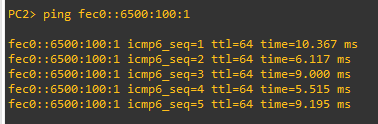 PC2> ping fec0::6500:100:1
fec0::6500:100:1 icmp6_seq=1 ttl=64 time=10.367 ms
fec0::6500:100:1 icmp6_seq=2 ttl=64 time=6.117 ms
fec0::6500:100:1 icmp6_seq=3 ttl=64 time=9.000 ms
fec0::6500:100:1 icmp6_seq=4 ttl=64 time=5.515 ms
fec0::6500:100:1 icmp6_seq=5 ttl=64 time=9.195 ms